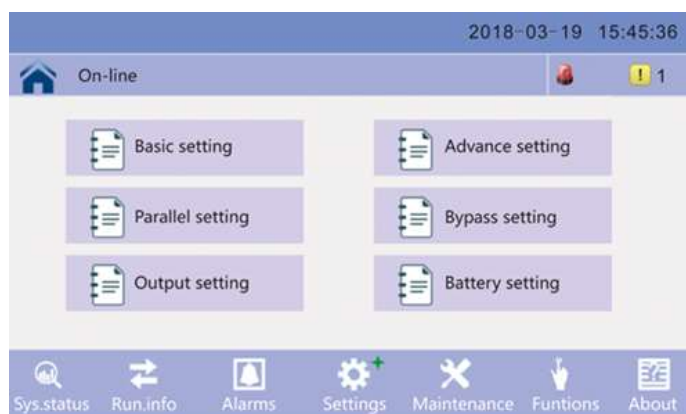 2018-03-19 15:45:36
On-line 1
Basic setting Advance setting
Parallel setting Bypass setting
Output setting Battery setting
Sys.status Run.info Alarms Settings Maintenance Funtions About